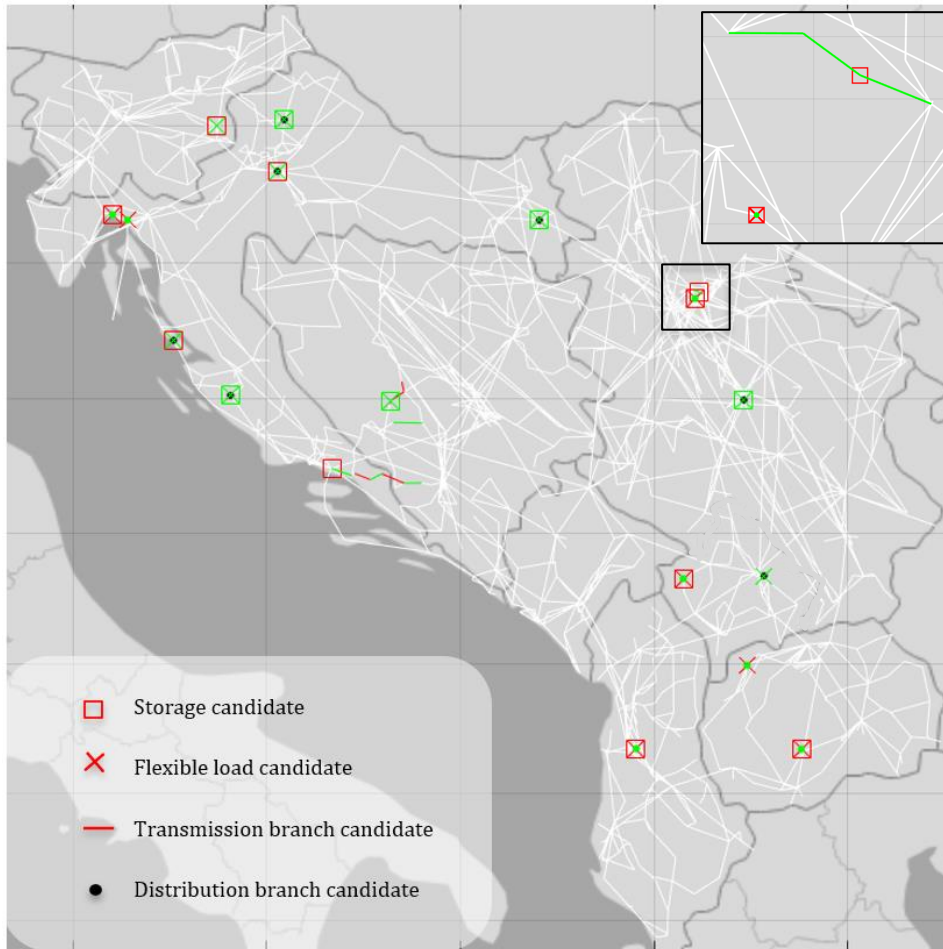 Storage candidate
Flexible load candidate
Transmission branch candidate
Distribution branch candidate